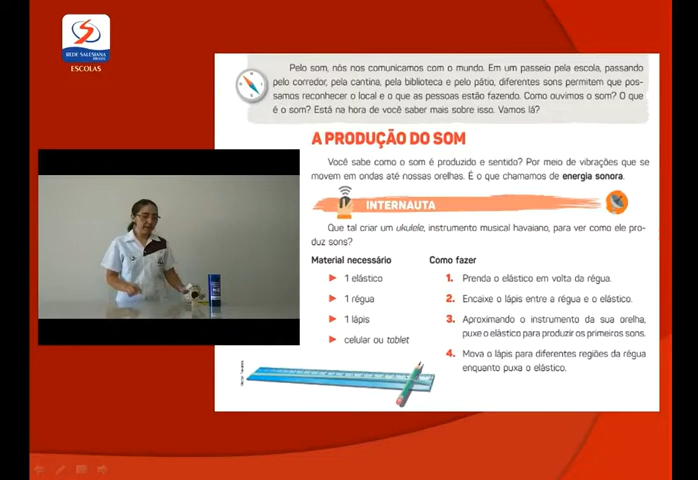 REDE SALESIANA
BRASIL
ESCOLAS
Pelo som, nós nos comunicamos com o mundo. Em um passeio pela escola, passando
pelo corredor, pela cantina, pela biblioteca e pelo pátio, diferentes sons permitem que pos-
samos reconhecer o local e o que as pessoas estão fazendo. Como ouvimos o som? O que
é o som? Está na hora de você saber mais sobre isso. Vamos lá?
A PRODUÇÃO DO SOM
Você sabe como o som é produzido e sentido? Por meio de vibrações que se
movem em ondas até nossas orelhas. É o que chamamos de energia sonora.
INTERNAUTA
Que tal criar um ukulele, instrumento musical havaiano, para ver como ele pro-
duz sons?
Material necessário
1 elástico
1 régua
1 lápis
celular ou tablet
Como fazer
1. Prenda o elástico em volta da régua.
2. Encaixe o lápis entre a régua e o elástico.
3. Aproximando o instrumento da sua orelha,
puxe o elástico para produzir os primeiros sons.
4. Mova o lápis para diferentes regiões da régua
enquanto puxa o elástico.